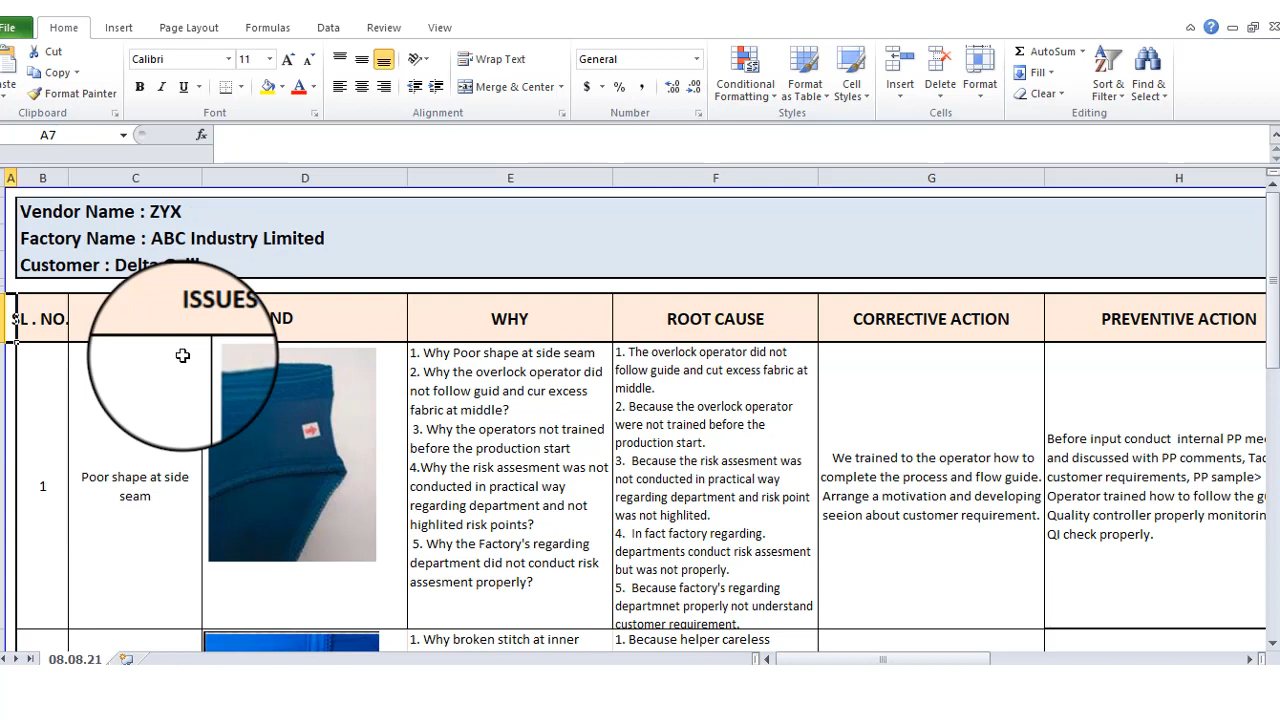 File Home Insert Page Layout Formulas Data Review View
Cut
Copy
Format Painter
Clipboard
Calibri 11
Font
Wrap Text
Merge & Center
Alignment
General
Number
Conditional Formatting
Format as Table
Cell Styles
Styles
Insert Delete Format
Cells
AutoSum
Fill
Clear
Sort & Filter
Find & Select
Editing
A7 fx
A B C D E F G H
Vendor Name : ZYX
Factory Name : ABC Industry Limited
Customer :
SL . NO. ISSUES WHY ROOT CAUSE CORRECTIVE ACTION PREVENTIVE ACTION
1
Poor shape at side
seam
1. Why Poor shape at side seam
2. Why the overlock operator did
not follow guid and cur excess
fabric at middle?
3. Why the operators not trained
before the production start
4.Why the risk assesment was not
conducted in practical way
regarding department and not
highlited risk points?
5. Why the Factory's regarding
department did not conduct risk
assesment properly?
1. The overlock operator did not
follow guide and cut excess fabric at
middle.
2. Because the overlock operator
were not trained before the
production start.
3. Because the risk assesment was
not conducted in practical way
regarding department and risk point
was not highlited.
4. In fact factory regarding.
departments conduct risk assesment
but was not properly.
5. Because factory's regarding
departmnet properly not understand
customer requirement.
We trained to the operator how to
complete the process and flow guide.
Arrange a motivation and developing
seeion about customer requirement.
Before input conduct internal PP
and discussed with PP comments,
customer requirements, PP sample>
Operator trained how to follow the
Quality controller properly
QI check properly.
1. Why broken stitch at inner
1. Because helper careless
08.08.21